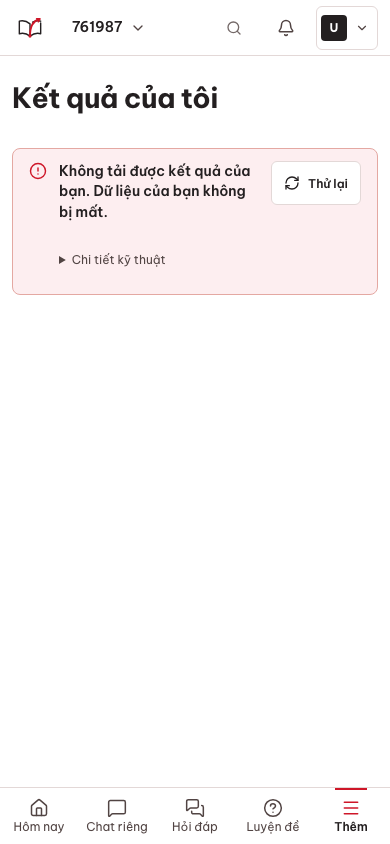 761987
U
Kết quả của tôi
Không tải được kết quả của
bạn. Dữ liệu của bạn không
bị mất.
Thử lại
Chi tiết kỹ thuật
Hôm nay
Chat riêng
Hỏi đáp
Luyện đề
Thêm